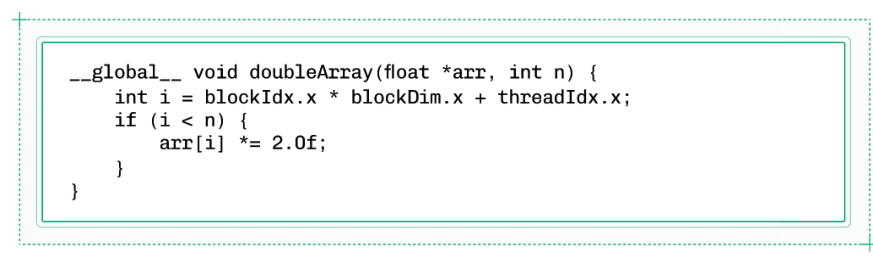 __global__ void doubleArray(float *arr, int n) {
    int i = blockIdx.x * blockDim.x + threadIdx.x;
    if (i < n) {
        arr[i] *= 2.0f;
    }
}